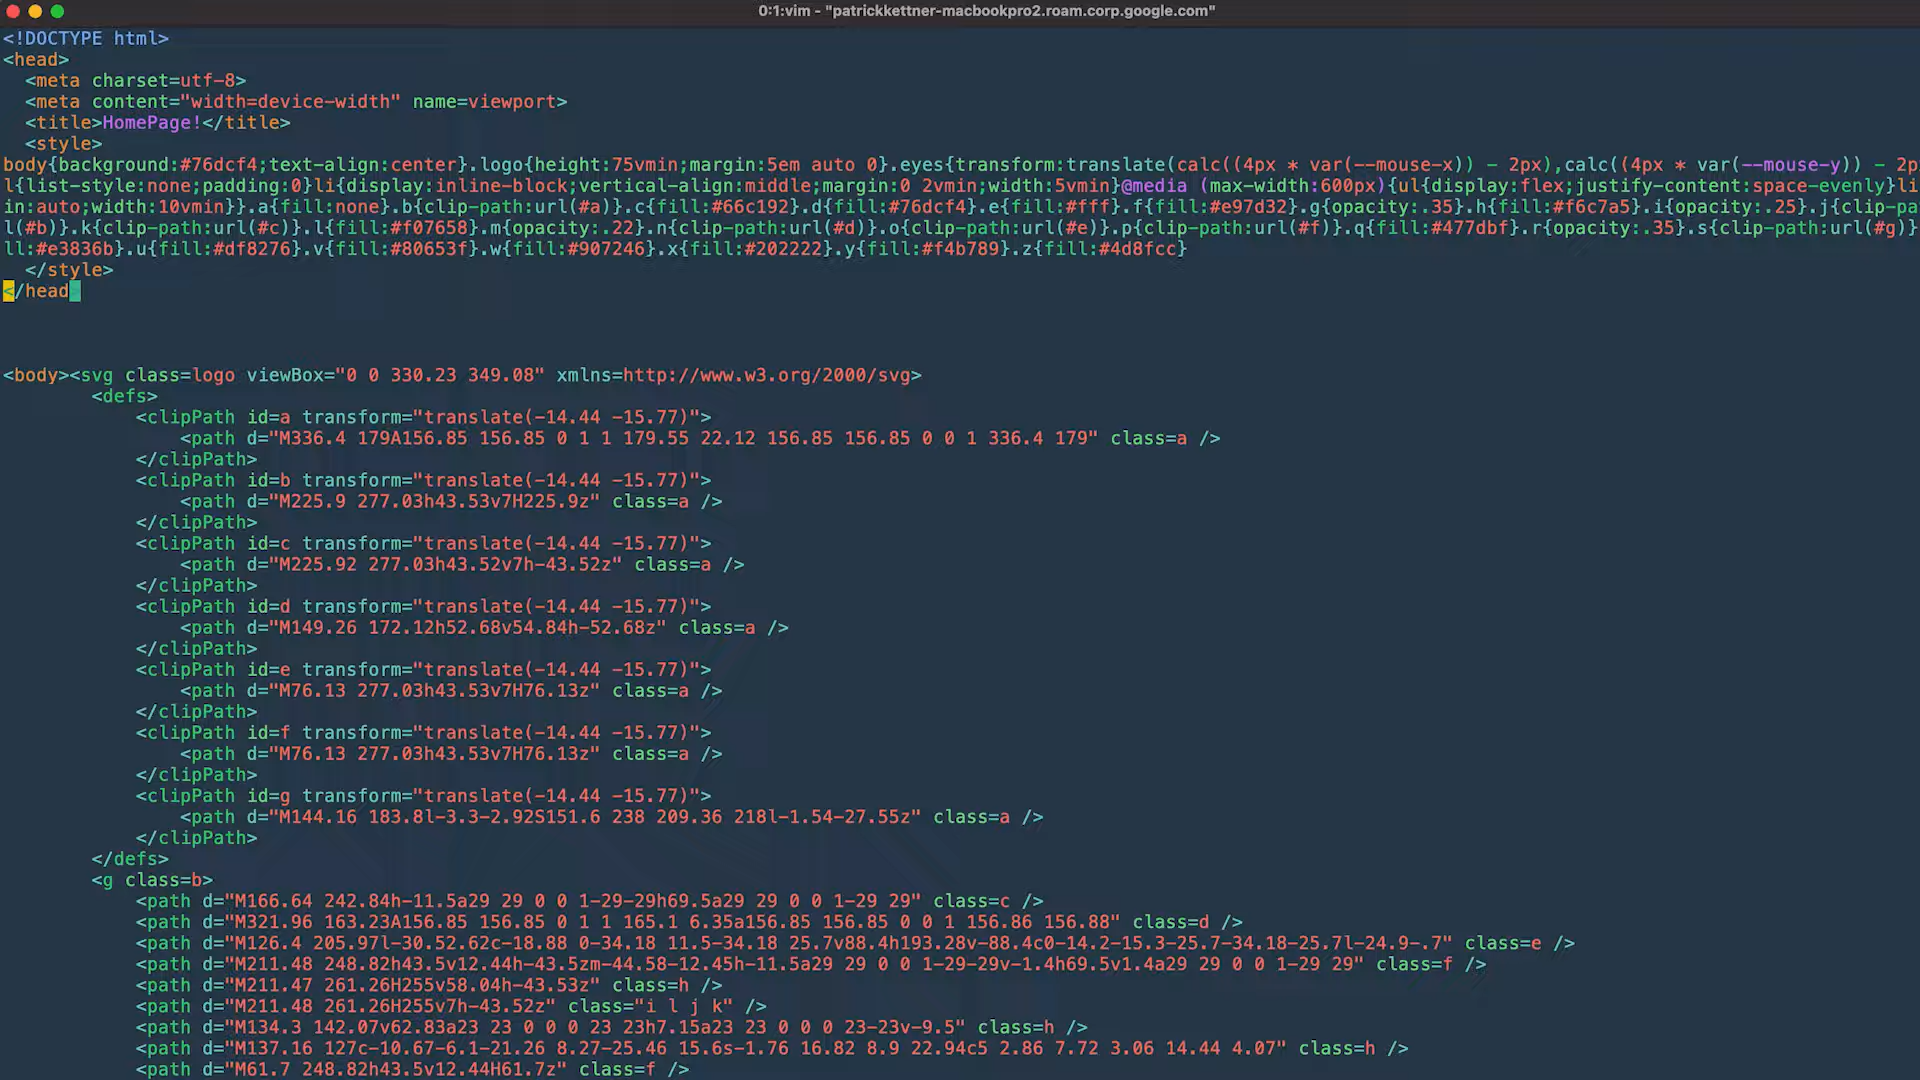 0:1:vim - "patrickkettner-macbookpro2.roam.corp.google.com"
<!DOCTYPE html>
<head>
  <meta charset=utf-8>
  <meta content="width=device-width" name=viewport>
  <title>HomePage!</title>
  <style>
body{background:#76dcf4;text-align:center}.logo{height:75vmin;margin:5em auto 0}.eyes{transform:translate(calc((4px * var(--mouse-x)) - 2px),calc((4px * var(--mouse-y)) - 2p
l{list-style:none;padding:0}li{display:inline-block;vertical-align:middle;margin:0 2vmin;width:5vmin}@media (max-width:600px){ul{display:flex;justify-content:space-evenly}li
in:auto;width:10vmin}}.a{fill:none}.b{clip-path:url(#a)}.c{fill:#66c192}.d{fill:#76dcf4}.e{fill:#fff}.f{fill:#e97d32}.g{opacity:.35}.h{fill:#f6c7a5}.i{opacity:.25}.j{clip-pa
l(#b)}.k{clip-path:url(#c)}.l{fill:#f07658}.m{opacity:.22}.n{clip-path:url(#d)}.o{clip-path:url(#e)}.p{clip-path:url(#f)}.q{fill:#477dbf}.r{opacity:.35}.s{clip-path:url(#g)}
ll:#e3836b}.u{fill:#df8276}.v{fill:#80653f}.w{fill:#907246}.x{fill:#202222}.y{fill:#f4b789}.z{fill:#4d8fcc}
  </style>
</head>
<body><svg class=logo viewBox="0 0 330.23 349.08" xmlns=http://www.w3.org/2000/svg>
        <defs>
            <clipPath id=a transform="translate(-14.44 -15.77)">
                <path d="M336.4 179A156.85 156.85 0 1 1 179.55 22.12 156.85 156.85 0 0 1 336.4 179" class=a />
            </clipPath>
            <clipPath id=b transform="translate(-14.44 -15.77)">
                <path d="M225.9 277.03h43.53v7H225.9z" class=a />
            </clipPath>
            <clipPath id=c transform="translate(-14.44 -15.77)">
                <path d="M225.92 277.03h43.52v7h-43.52z" class=a />
            </clipPath>
            <clipPath id=d transform="translate(-14.44 -15.77)">
                <path d="M149.26 172.12h52.68v54.84h-52.68z" class=a />
            </clipPath>
            <clipPath id=e transform="translate(-14.44 -15.77)">
                <path d="M76.13 277.03h43.53v7H76.13z" class=a />
            </clipPath>
            <clipPath id=f transform="translate(-14.44 -15.77)">
                <path d="M76.13 277.03h43.53v7H76.13z" class=a />
            </clipPath>
            <clipPath id=g transform="translate(-14.44 -15.77)">
                <path d="M144.16 183.8l-3.3-2.92S151.6 238 209.36 218l-1.54-27.55z" class=a />
            </clipPath>
        </defs>
        <g class=b>
            <path d="M166.64 242.84h-11.5a29 29 0 0 1-29-29h69.5a29 29 0 0 1-29 29" class=c />
            <path d="M321.96 163.23A156.85 156.85 0 1 1 165.1 6.35a156.85 156.85 0 0 1 156.86 156.88" class=d />
            <path d="M126.4 205.97l-30.52.62c-18.88 0-34.18 11.5-34.18 25.7v88.4h193.28v-88.4c0-14.2-15.3-25.7-34.18-25.7l-24.9-.7" class=e />
            <path d="M211.48 248.82h43.5v12.44h-43.5zm-44.58-12.45h-11.5a29 29 0 0 1-29-29v-1.4h69.5v1.4a29 29 0 0 1-29 29" class=f />
            <path d="M211.47 261.26H255v58.04h-43.53z" class=h />
            <path d="M211.48 261.26H255v7h-43.52z" class="i l j k" />
            <path d="M134.3 142.07v62.83a23 23 0 0 0 23 23h7.15a23 23 0 0 0 23-23v-9.5" class=h />
            <path d="M137.16 127c-10.67-6.1-21.26 8.27-25.46 15.6s-1.76 16.82 8.9 22.94c5 2.86 7.72 3.06 14.44 4.07" class=h />
            <path d="M61.7 248.82h43.5v12.44H61.7z" class=f />